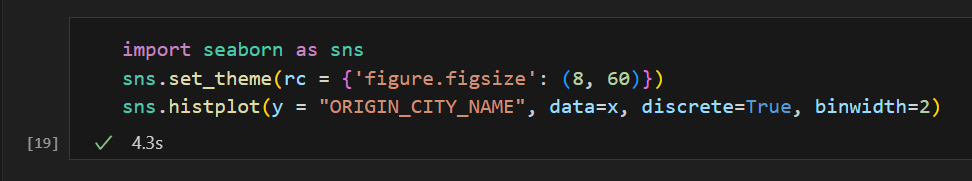 import seaborn as sns
sns.set_theme(rc = {'figure.figsize': (8, 60)})
sns.histplot(y = "ORIGIN_CITY_NAME", data=x, discrete=True, binwidth=2)
[19] ✓ 4.3s